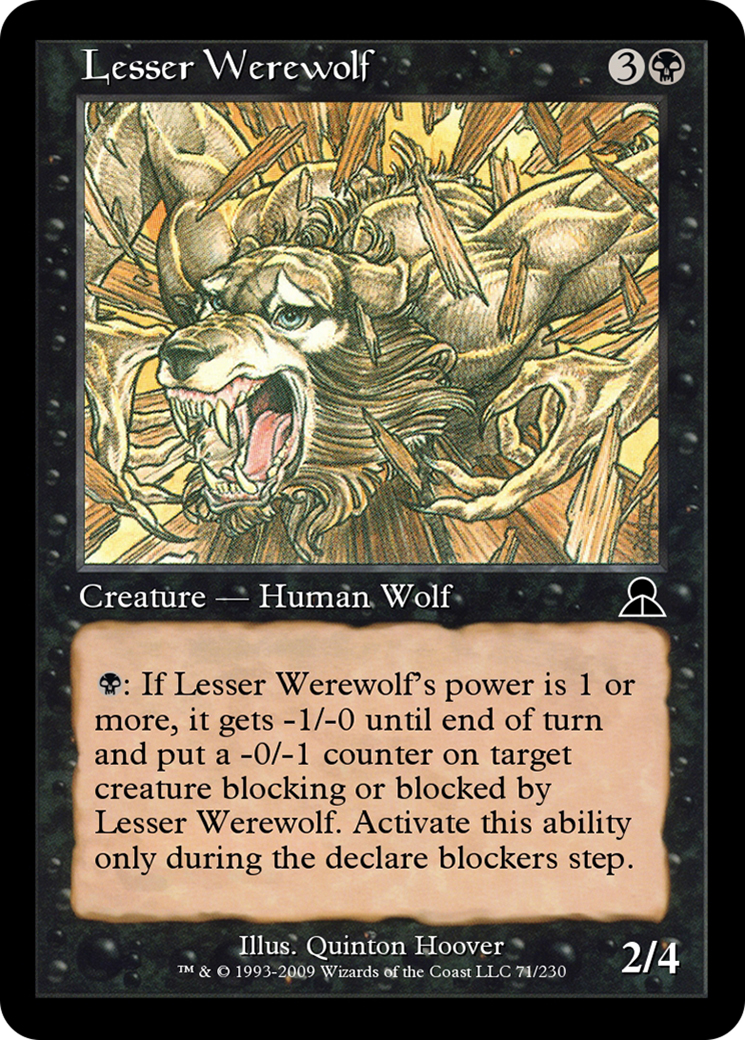 Lesser Werewolf 3
Creature — Human Wolf
: If Lesser Werewolf's power is 1 or
more, it gets -1/-0 until end of turn
and put a -0/-1 counter on target
creature blocking or blocked by
Lesser Werewolf. Activate this ability
only during the declare blockers step.
Illus. Quinton Hoover
™ & © 1993-2009 Wizards of the Coast LLC 71/230
2/4